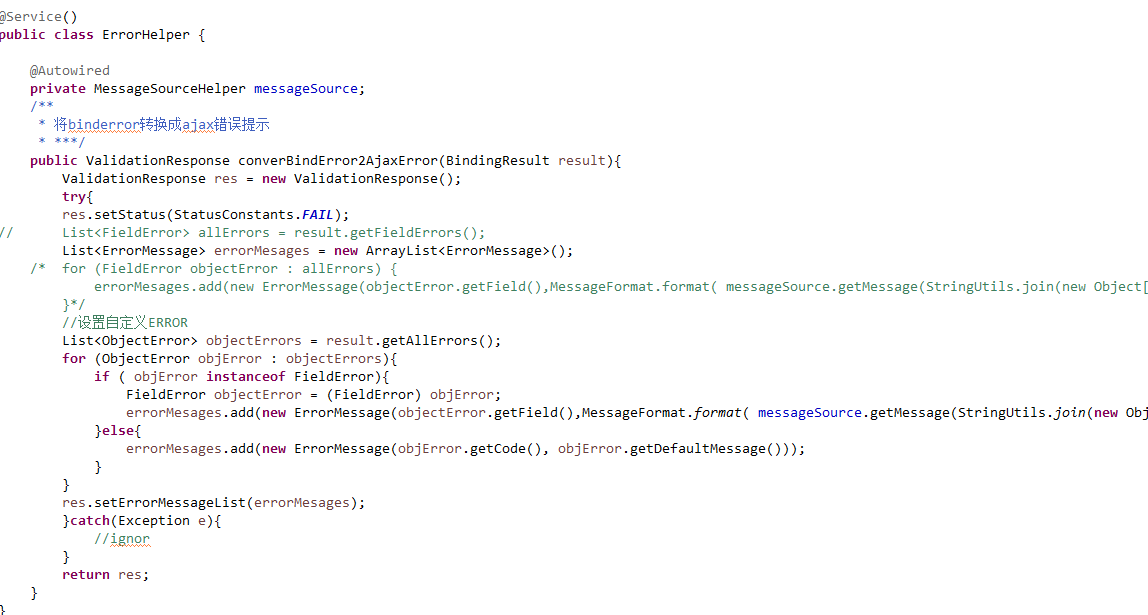 @Service()
public class ErrorHelper {
@Autowired
private MessageSourceHelper messageSource;
/**
* 将binderror转换成ajax错误提示
* ***/
public ValidationResponse converBindError2AjaxError(BindingResult result){
ValidationResponse res = new ValidationResponse();
try{
res.setStatus(StatusConstants.FAIL);
// List<FieldError> allErrors = result.getFieldErrors();
List<ErrorMessage> errorMesages = new ArrayList<ErrorMessage>();
/* for (FieldError objectError : allErrors) {
errorMesages.add(new ErrorMessage(objectError.getField(),MessageFormat.format( messageSource.getMessage(StringUtils.join(new Object[
}*/
//设置自定义ERROR
List<ObjectError> objectErrors = result.getAllErrors();
for (ObjectError objError : objectErrors){
if ( objError instanceof FieldError){
FieldError objectError = (FieldError) objError;
errorMesages.add(new ErrorMessage(objectError.getField(),MessageFormat.format( messageSource.getMessage(StringUtils.join(new Obj
}else{
errorMesages.add(new ErrorMessage(objError.getCode(), objError.getDefaultMessage()));
}
}
res.setErrorMessageList(errorMesages);
}catch(Exception e){
//ignor
}
return res;
}
}